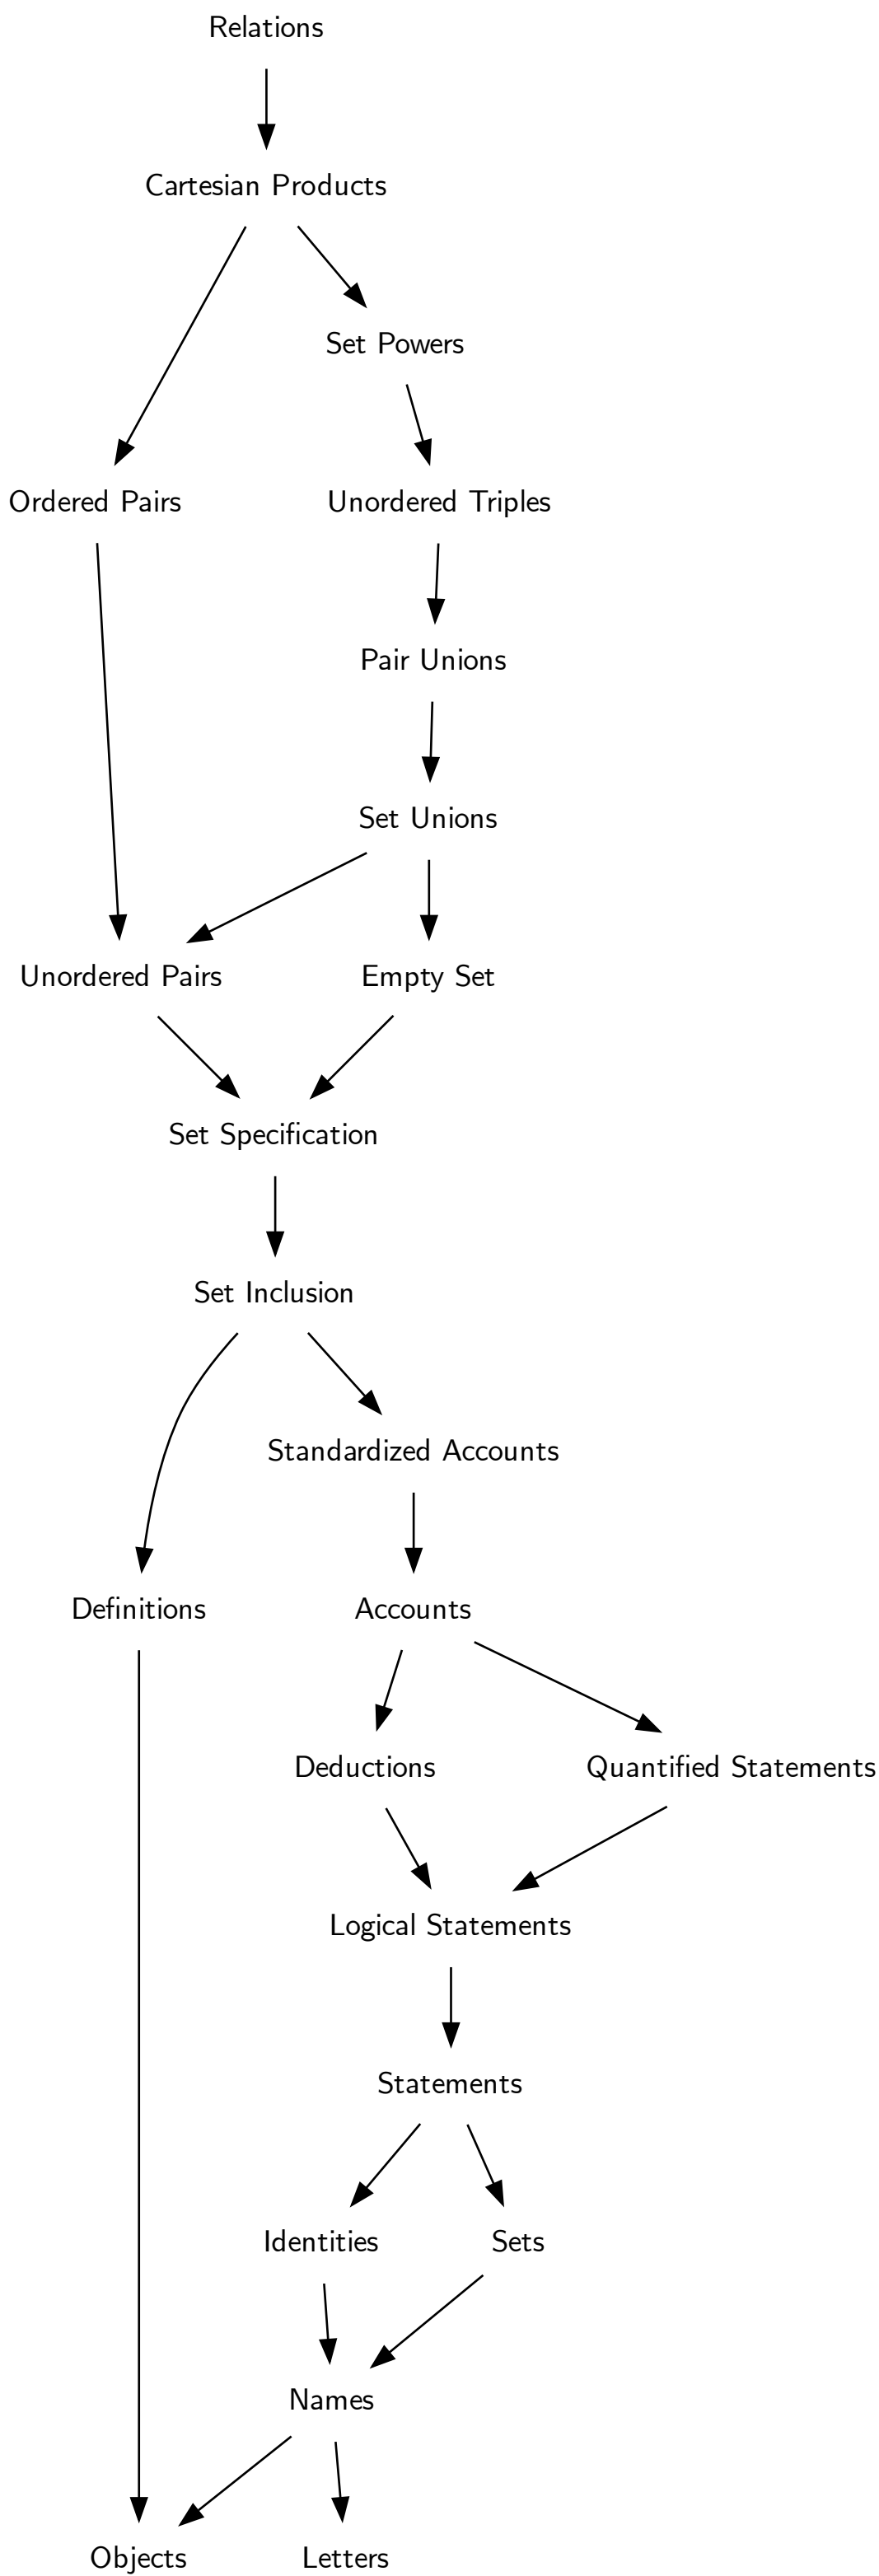 Relations
Cartesian Products
Set Powers
Ordered Pairs
Unordered Triples
Pair Unions
Set Unions
Unordered Pairs
Empty Set
Set Specification
Set Inclusion
Standardized Accounts
Definitions
Accounts
Deductions
Quantified Statements
Logical Statements
Statements
Identities
Sets
Names
Objects
Letters